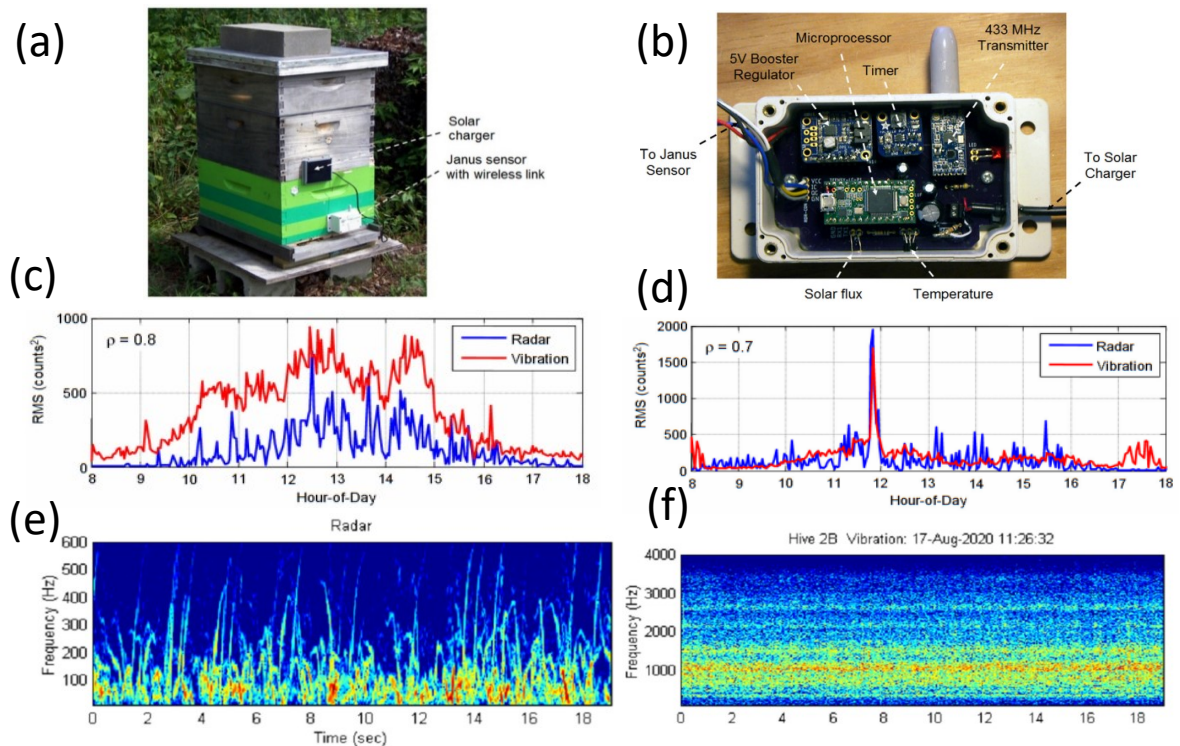 (a)
Solar
charger
Janus sensor
with wireless link
(b)
Microprocessor
5V Booster
Regulator
Timer
433 MHz
Transmitter
To Janus
Sensor
To Solar
Charger
Solar flux
Temperature
(c)
ρ = 0.8
Radar
Vibration
RMS (counts²)
1000
500
0
8 9 10 11 12 13 14 15 16 17 18
Hour-of-Day
(d)
ρ = 0.7
Radar
Vibration
RMS (counts²)
2000
1500
1000
500
0
8 9 10 11 12 13 14 15 16 17 18
Hour-of-Day
(e)
Radar
Frequency (Hz)
600
500
400
300
200
100
0 2 4 6 8 10 12 14 16 18
Time (sec)
(f)
Hive 2B Vibration: 17-Aug-2020 11:26:32
Frequency (Hz)
4000
3000
2000
1000
0 2 4 6 8 10 12 14 16 18